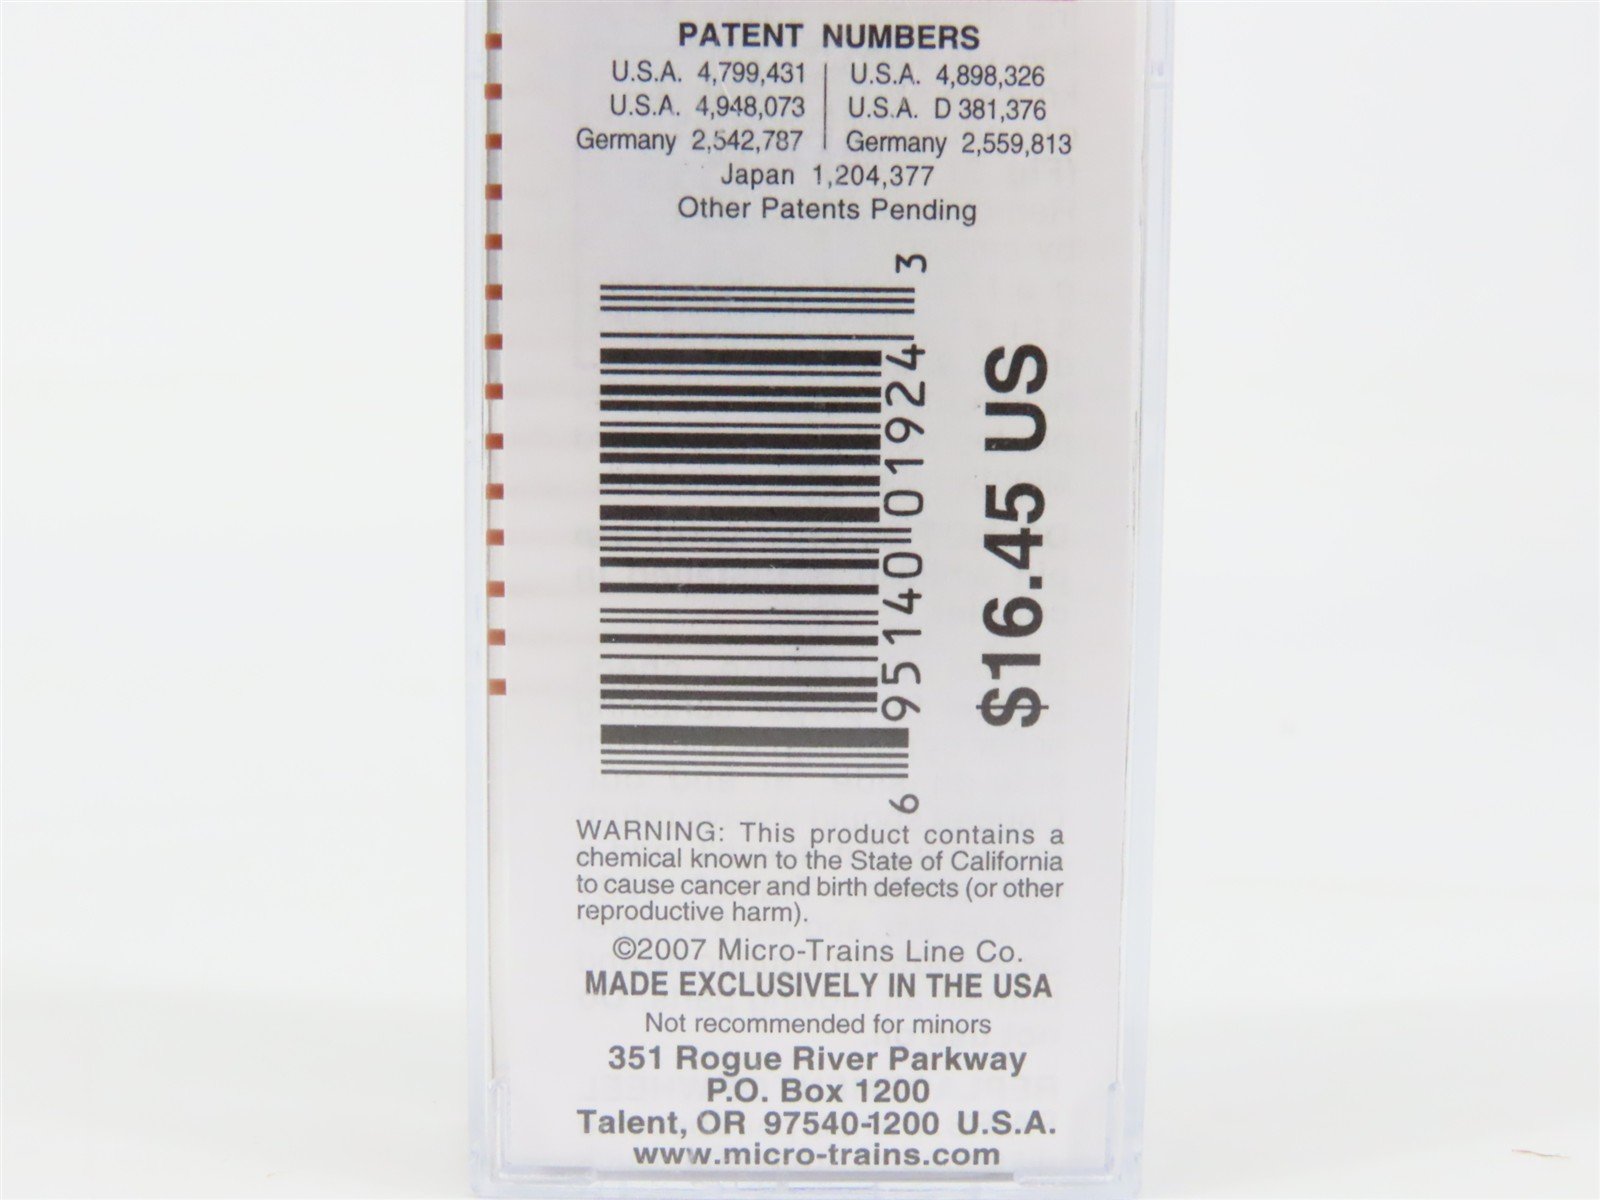 PATENT NUMBERS
U.S.A. 4,799,431 | U.S.A. 4,898,326
U.S.A. 4,948,073 | U.S.A. D 381,376
Germany 2,542,787 | Germany 2,559,813
Japan 1,204,377
Other Patents Pending
6 95140 01924 3
$16.45 US
WARNING: This product contains a
chemical known to the State of California
to cause cancer and birth defects (or other
reproductive harm).
©2007 Micro-Trains Line Co.
MADE EXCLUSIVELY IN THE USA
Not recommended for minors
351 Rogue River Parkway
P.O. Box 1200
Talent, OR 97540-1200 U.S.A.
www.micro-trains.com